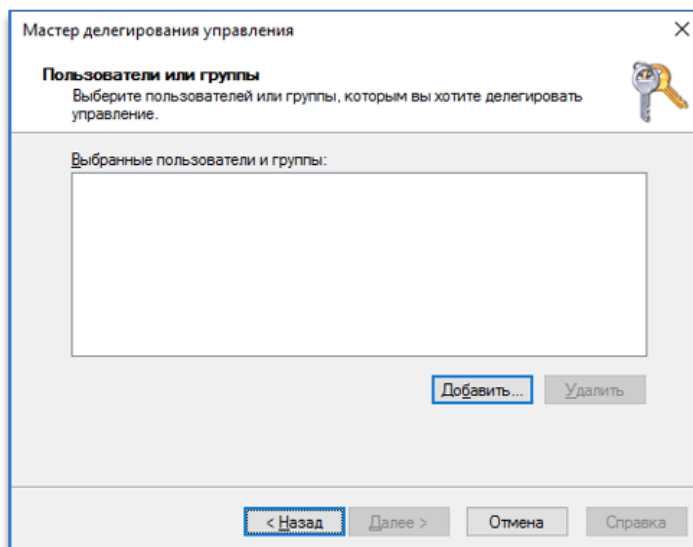 Мастер делегирования управления
Пользователи или группы
Выберите пользователей или группы, которым вы хотите делегировать
управление.
Выбранные пользователи и группы:
Добавить...
Удалить
< Назад
Далее >
Отмена
Справка